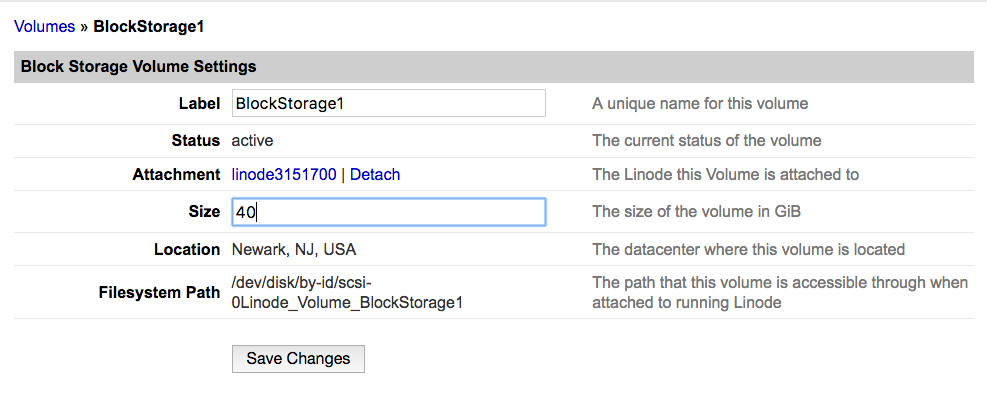 Volumes » BlockStorage1
Block Storage Volume Settings
Label BlockStorage1 A unique name for this volume
Status active The current status of the volume
Attachment linode3151700 | Detach The Linode this Volume is attached to
Size 40 The size of the volume in GiB
Location Newark, NJ, USA The datacenter where this volume is located
Filesystem Path /dev/disk/by-id/scsi-
0Linode_Volume_BlockStorage1 The path that this volume is accessible through when
attached to running Linode
Save Changes